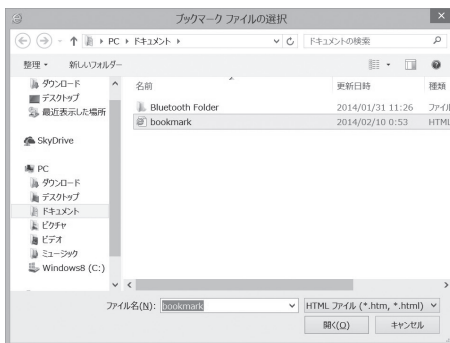 ブックマーク ファイルの選択
PC ▸ ドキュメント ▸
ドキュメントの検索
整理 新しいフォルダー
ダウンロード
デスクトップ
最近表示した場所
SkyDrive
PC
ダウンロード
デスクトップ
ドキュメント
ピクチャ
ビデオ
ミュージック
Windows8 (C:)
名前 更新日時 種類
Bluetooth Folder 2014/01/31 11:26 ファイル
bookmark 2014/02/10 0:53 HTML
ファイル名(N): bookmark HTML ファイル (*.htm, *.html)
開く(O) キャンセル